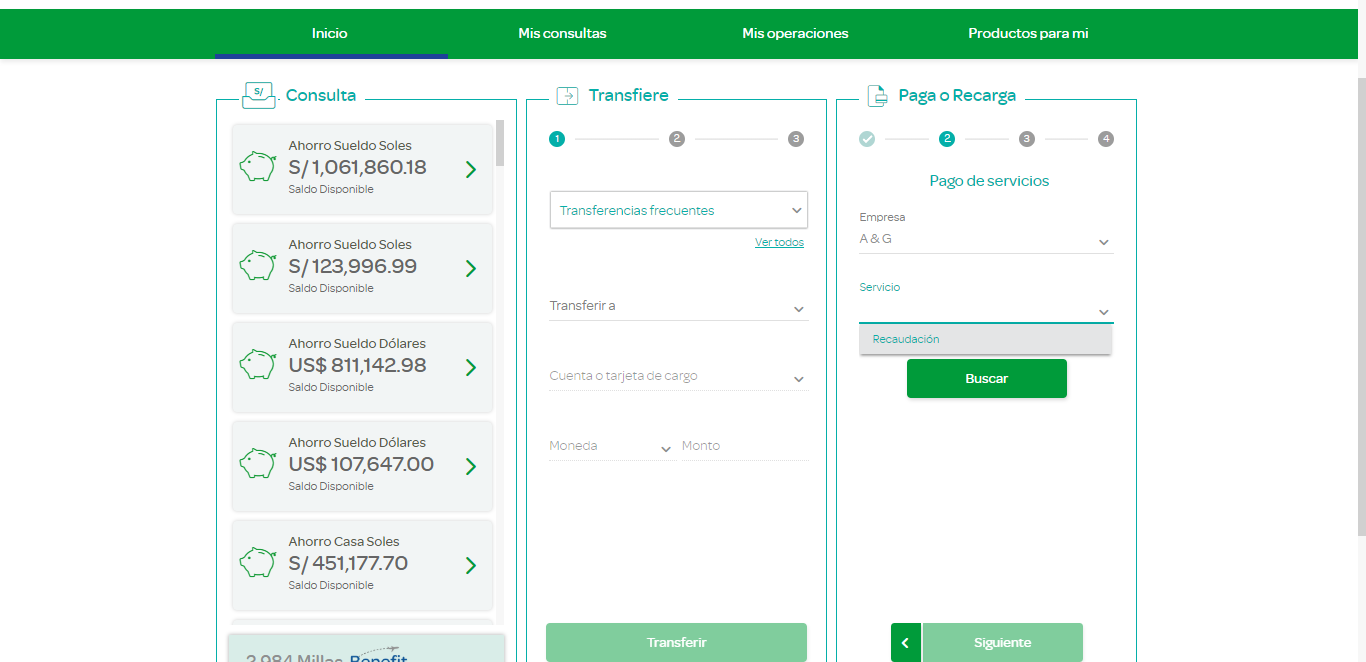 Inicio
Mis consultas
Mis operaciones
Productos para mi
S/
Consulta
Ahorro Sueldo Soles
S/ 1,061,860.18
Saldo Disponible
Ahorro Sueldo Soles
S/ 123,996.99
Saldo Disponible
Ahorro Sueldo Dólares
US$ 811,142.98
Saldo Disponible
Ahorro Sueldo Dólares
US$ 107,647.00
Saldo Disponible
Ahorro Casa Soles
S/ 451,177.70
Saldo Disponible
2,984 Millas Benefit
Transfiere
1 2 3
Transferencias frecuentes
Ver todos
Transferir a
Cuenta o tarjeta de cargo
Moneda Monto
Transferir
Paga o Recarga
2 3 4
Pago de servicios
Empresa
A & G
Servicio
Recaudación
Buscar
Siguiente